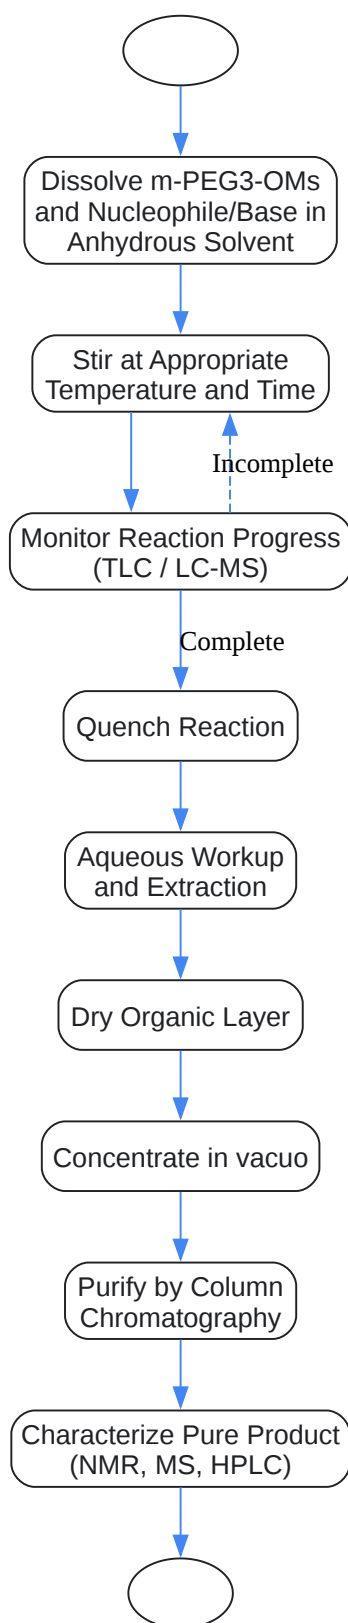 Dissolve m-PEG3-OMs
and Nucleophile/Base in
Anhydrous Solvent
Stir at Appropriate
Temperature and Time
Incomplete
Monitor Reaction Progress
(TLC / LC-MS)
Complete
Quench Reaction
Aqueous Workup
and Extraction
Dry Organic Layer
Concentrate in vacuo
Purify by Column
Chromatography
Characterize Pure Product
(NMR, MS, HPLC)